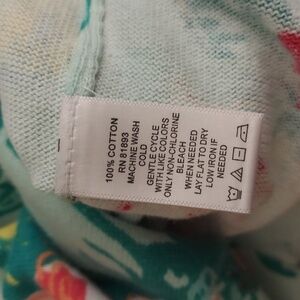 100% COTTON
RN 81893
MACHINE WASH
COLD
GENTLE CYCLE
WITH LIKE COLORS
ONLY NON-CHLORINE
BLEACH
WHEN NEEDED
LAY FLAT TO DRY
LOW IRON IF
NEEDED